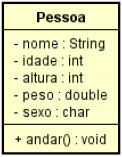 Pessoa
- nome : String
- idade : int
- altura : int
- peso : double
- sexo : char
+ andar() : void